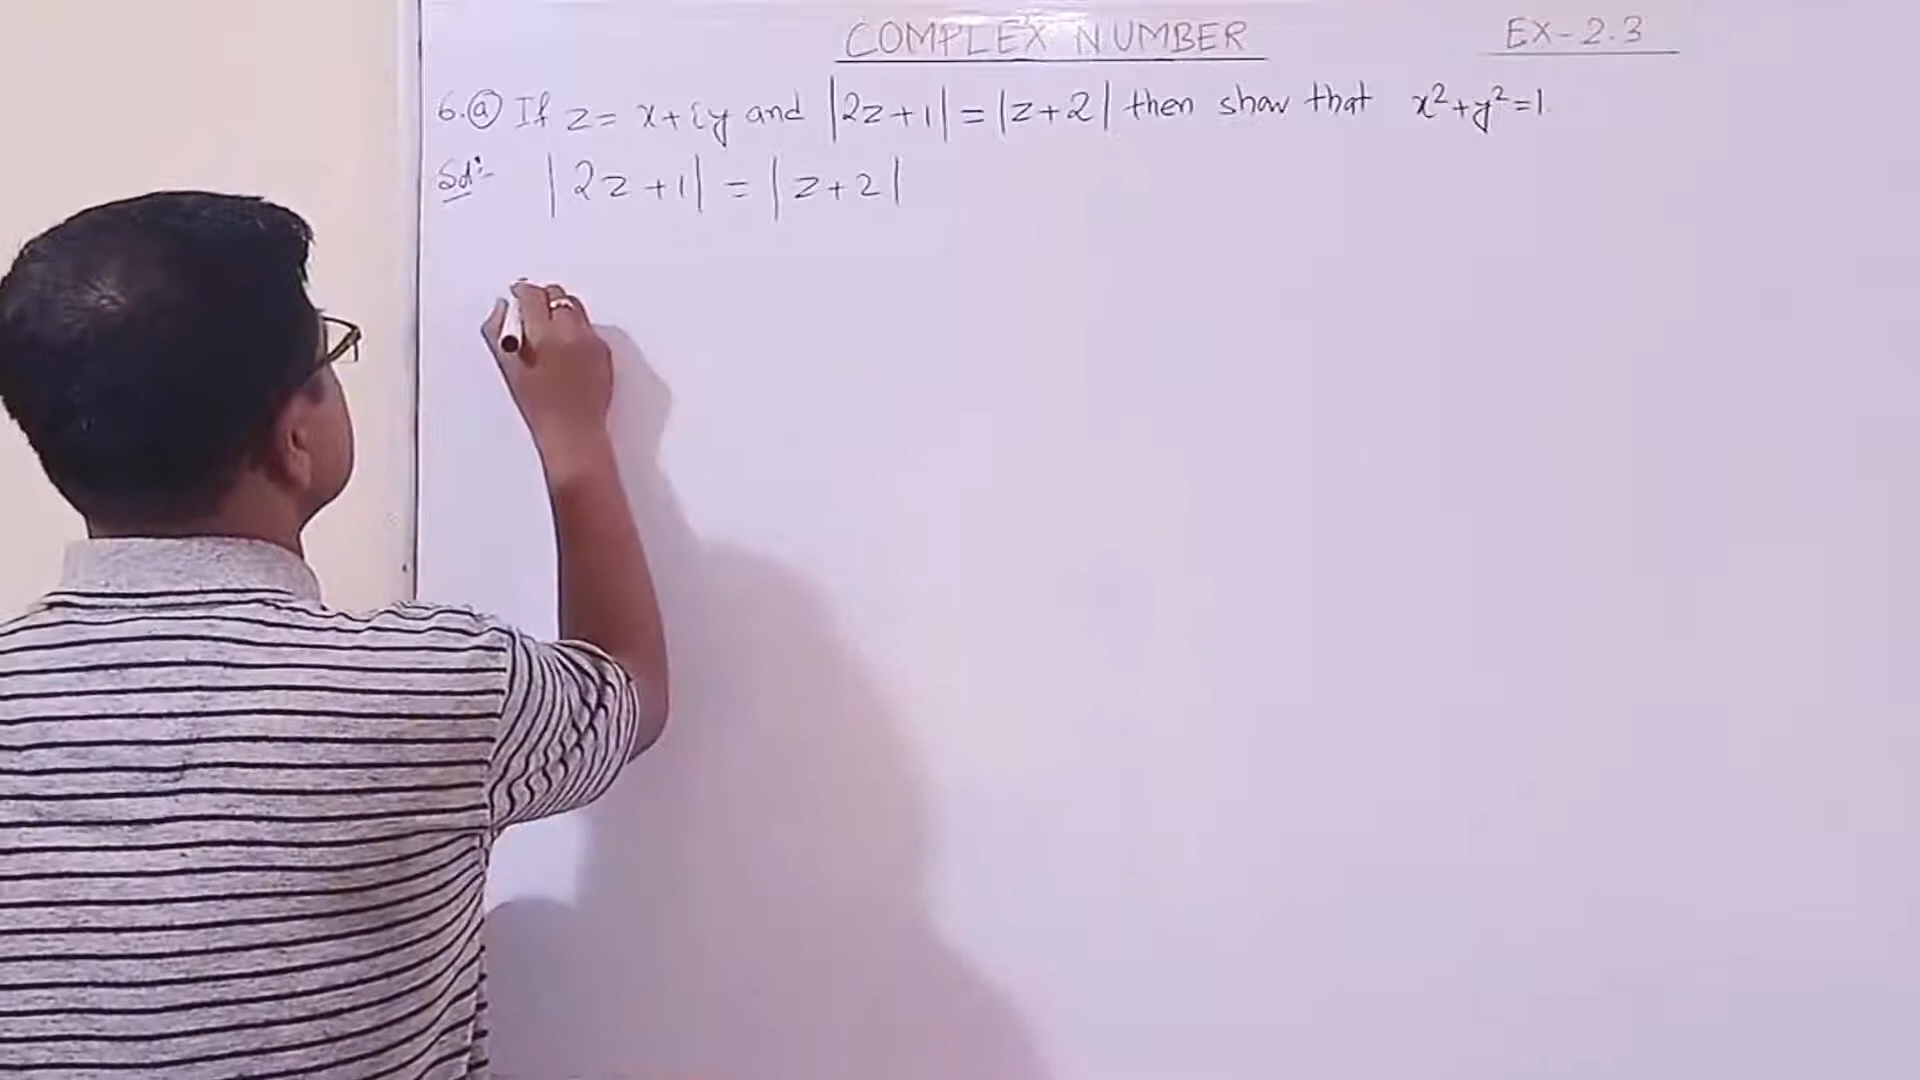 COMPLEX NUMBER EX-2.3
6.ⓐ If z = x+iy and |2z+1| = |z+2| then show that x²+y²=1.
Solⁿ:- |2z+1| = |z+2|